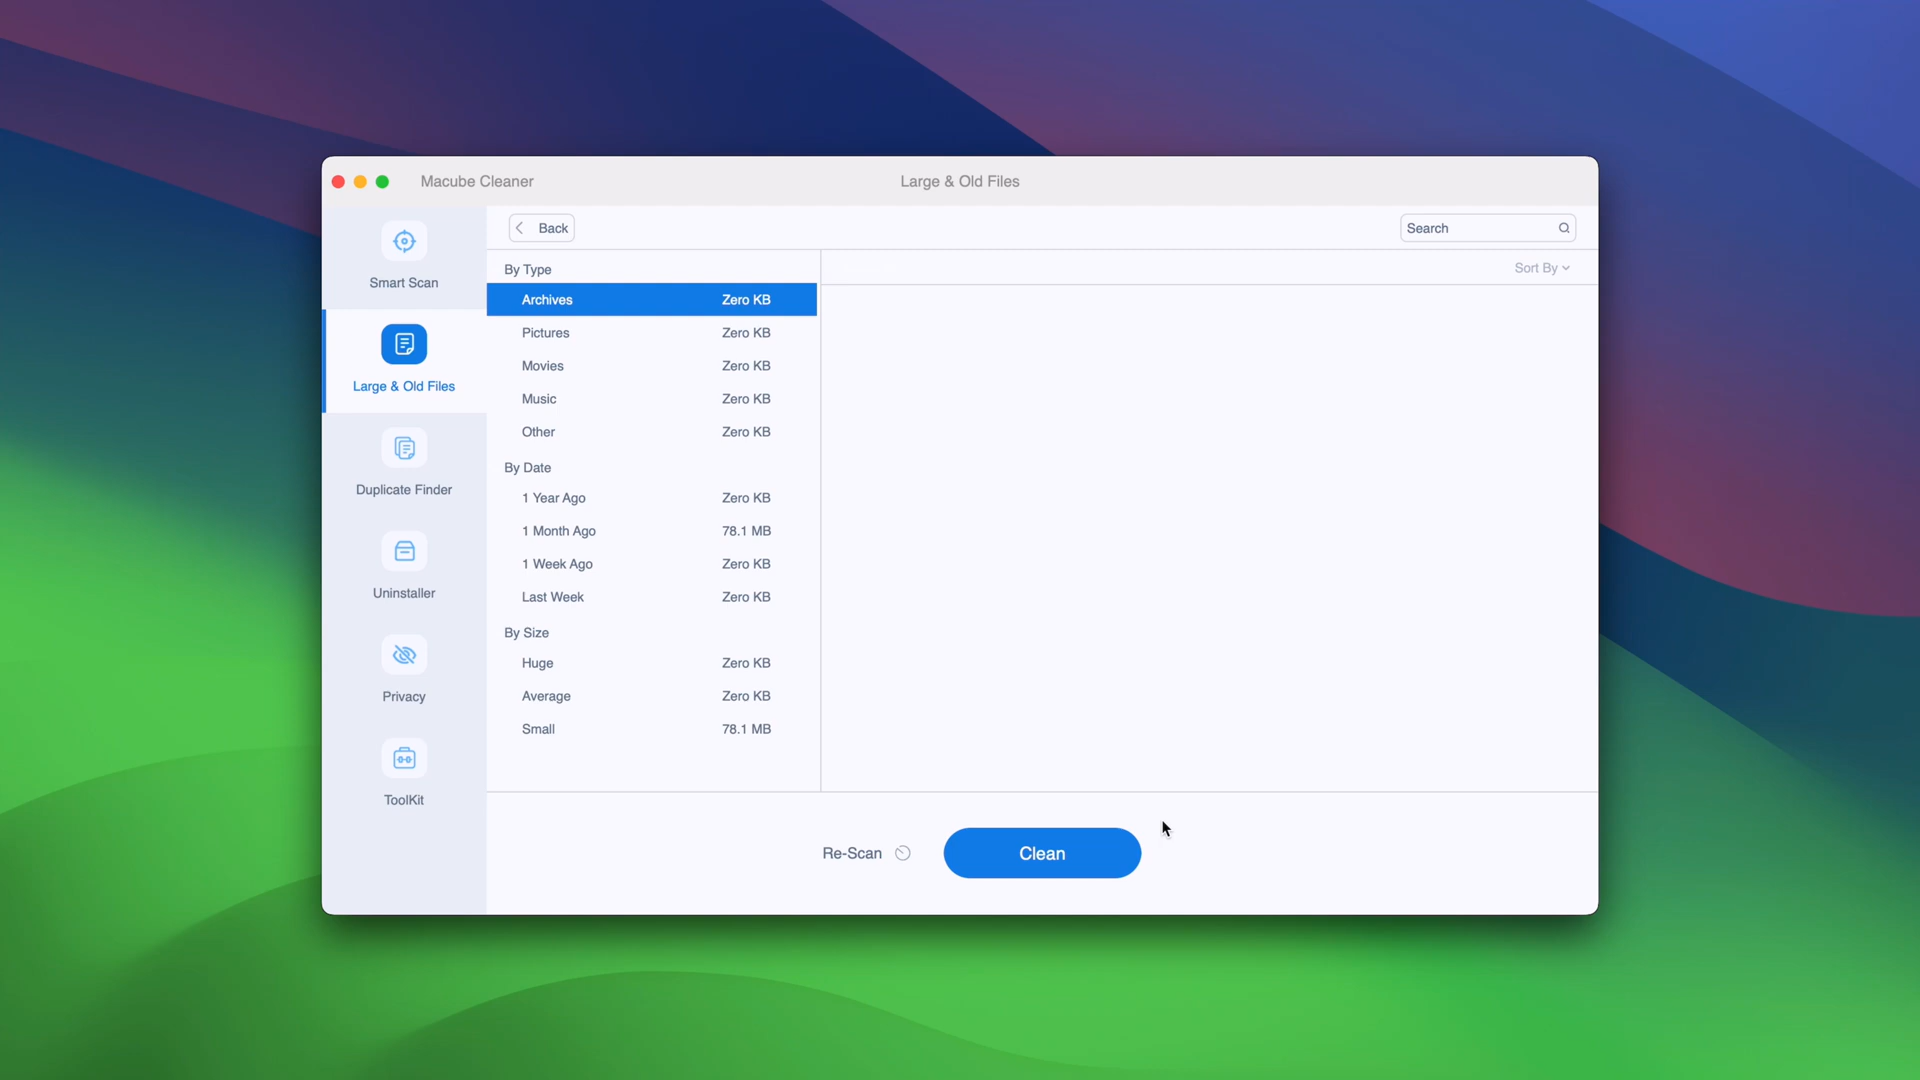 Macube Cleaner
Large & Old Files
Back
Search
Smart Scan
Large & Old Files
Duplicate Finder
Uninstaller
Privacy
ToolKit
Sort By
By Type
Archives Zero KB
Pictures Zero KB
Movies Zero KB
Music Zero KB
Other Zero KB
By Date
1 Year Ago Zero KB
1 Month Ago 78.1 MB
1 Week Ago Zero KB
Last Week Zero KB
By Size
Huge Zero KB
Average Zero KB
Small 78.1 MB
Re-Scan
Clean